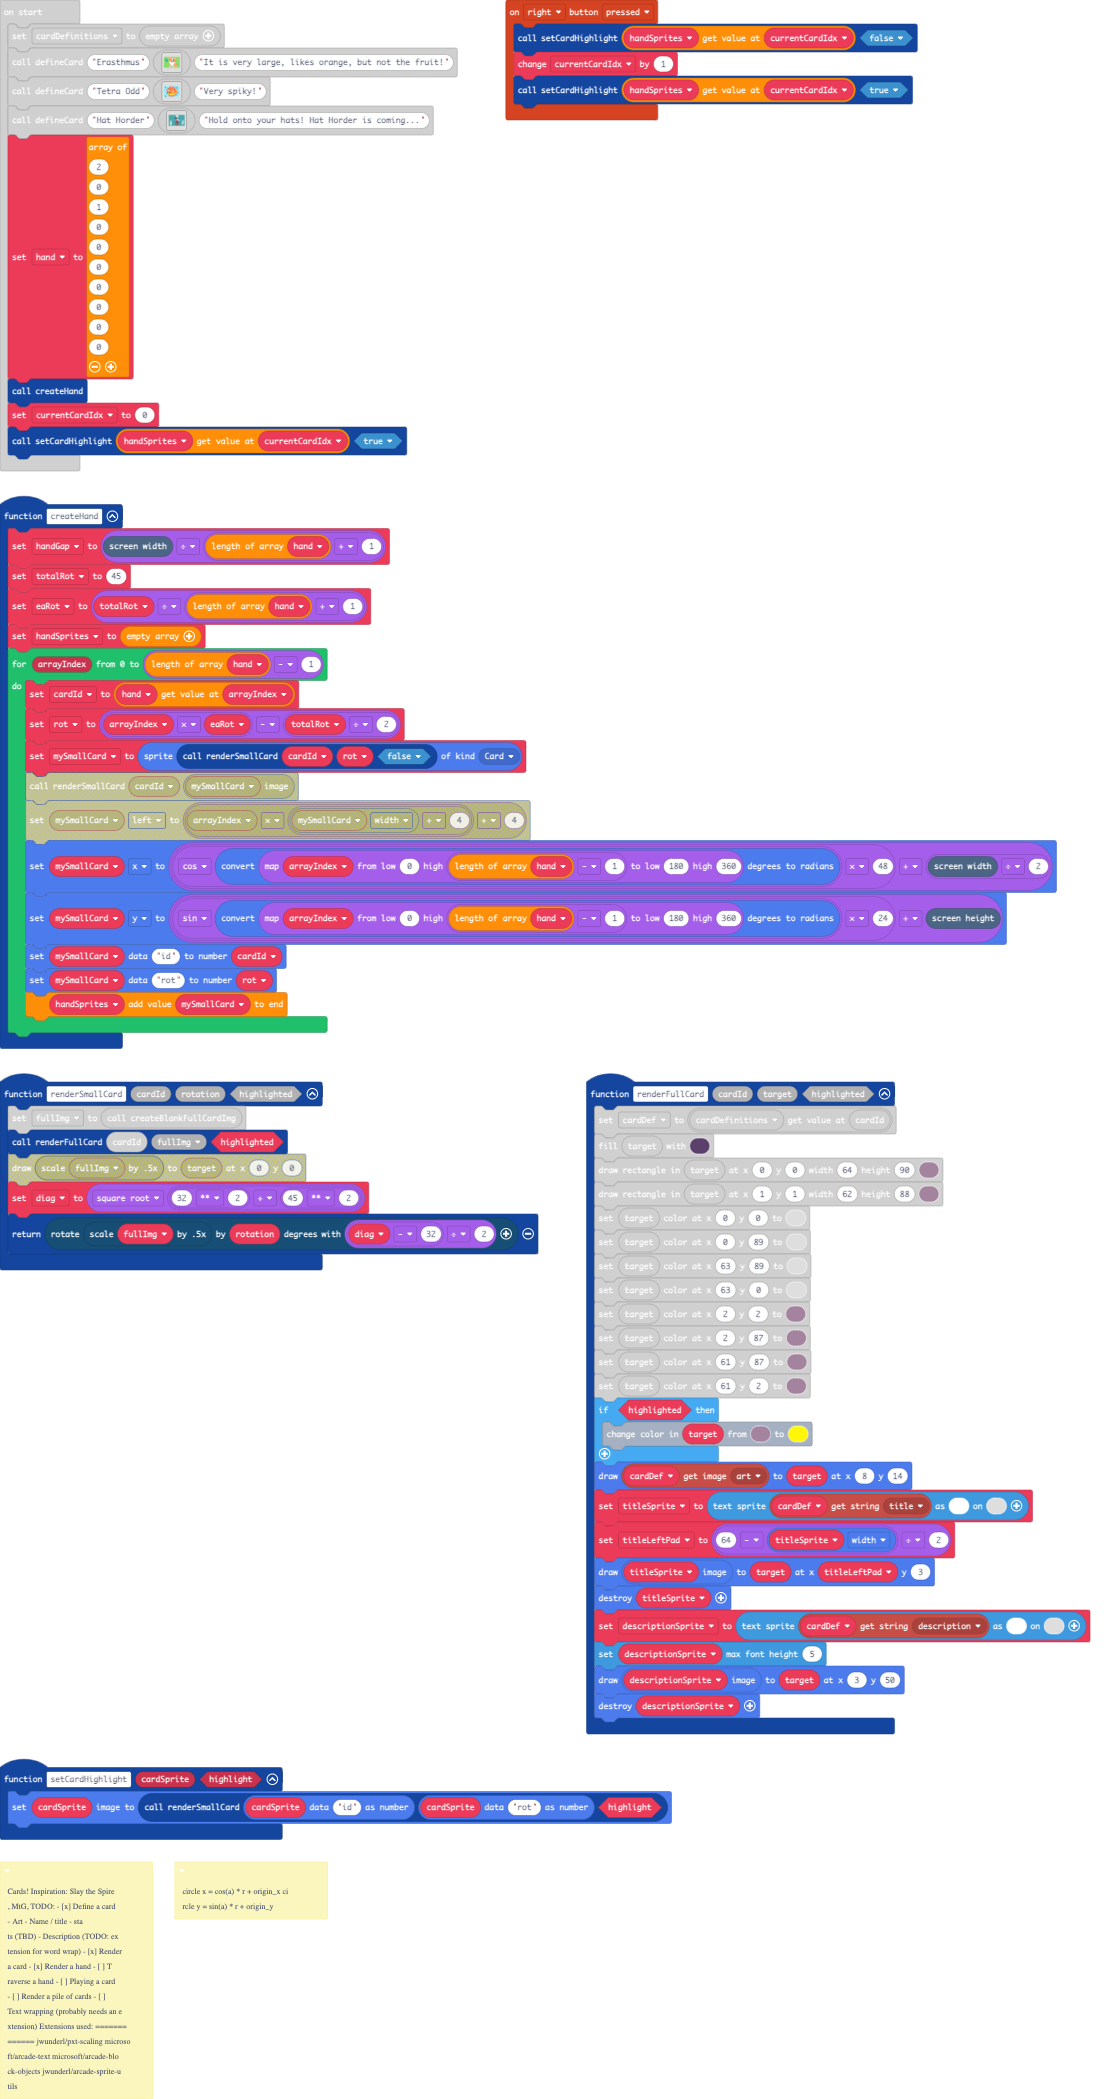 on start
set cardDefinitions to empty array
call defineCard "Erasthmus" "It is very large, likes orange, but not the fruit!"
call defineCard "Tetra Odd" "Very spiky!"
call defineCard "Hat Horder" "Hold onto your hats! Hat Horder is coming..."
array of
2
0
1
0
0
set hand to
0
0
0
0
0
call createHand
set currentCardIdx to 0
call setCardHighlight handSprites get value at currentCardIdx true
on right button pressed
call setCardHighlight handSprites get value at currentCardIdx false
change currentCardIdx by 1
call setCardHighlight handSprites get value at currentCardIdx true
function createHand
set handGap to screen width ÷ length of array hand + 1
set totalRot to 45
set eaRot to totalRot ÷ length of array hand + 1
set handSprites to empty array
for arrayIndex from 0 to length of array hand - 1
do
set cardId to hand get value at arrayIndex
set rot to arrayIndex × eaRot - totalRot ÷ 2
set mySmallCard to sprite call renderSmallCard cardId rot false of kind Card
call renderSmallCard cardId mySmallCard image
set mySmallCard left to arrayIndex × mySmallCard width + 4 + 4
set mySmallCard x to cos convert map arrayIndex from low 0 high length of array hand - 1 to low 180 high 360 degrees to radians × 48 + screen width ÷ 2
set mySmallCard y to sin convert map arrayIndex from low 0 high length of array hand - 1 to low 180 high 360 degrees to radians × 24 + screen height
set mySmallCard data "id" to number cardId
set mySmallCard data "rot" to number rot
handSprites add value mySmallCard to end
function renderSmallCard cardId rotation highlighted
set fullImg to call createBlankFullCardImg
call renderFullCard cardId fullImg highlighted
draw scale fullImg by .5x to target at x 0 y 0
set diag to square root 32 ** 2 + 45 ** 2
return rotate scale fullImg by .5x by rotation degrees with diag - 32 ÷ 2
function renderFullCard cardId target highlighted
set cardDef to cardDefinitions get value at cardId
fill target with
draw rectangle in target at x 0 y 0 width 64 height 90
draw rectangle in target at x 1 y 1 width 62 height 88
set target color at x 0 y 0 to
set target color at x 0 y 89 to
set target color at x 63 y 89 to
set target color at x 63 y 0 to
set target color at x 2 y 2 to
set target color at x 2 y 87 to
set target color at x 61 y 87 to
set target color at x 61 y 2 to
if highlighted then
change color in target from to
draw cardDef get image art to target at x 8 y 14
set titleSprite to text sprite cardDef get string title as on
set titleLeftPad to 64 - titleSprite width ÷ 2
draw titleSprite image to target at x titleLeftPad y 3
destroy titleSprite
set descriptionSprite to text sprite cardDef get string description as on
set descriptionSprite max font height 5
draw descriptionSprite image to target at x 3 y 50
destroy descriptionSprite
function setCardHighlight cardSprite highlight
set cardSprite image to call renderSmallCard cardSprite data "id" as number cardSprite data "rot" as number highlight
Cards! Inspiration: Slay the Spire
, MtG, TODO: - [x] Define a card
- Art - Name / title - sta
ts (TBD) - Description (TODO: ex
tension for word wrap) - [x] Render
a card - [x] Render a hand - [ ] T
raverse a hand - [ ] Playing a card
- [ ] Render a pile of cards - [ ]
Text wrapping (probably needs an e
xtension) Extensions used: =======
====== jwunderl/pxt-scaling microso
ft/arcade-text microsoft/arcade-blo
ck-objects jwunderl/arcade-sprite-u
tils
circle x = cos(a) * r + origin_x ci
rcle y = sin(a) * r + origin_y